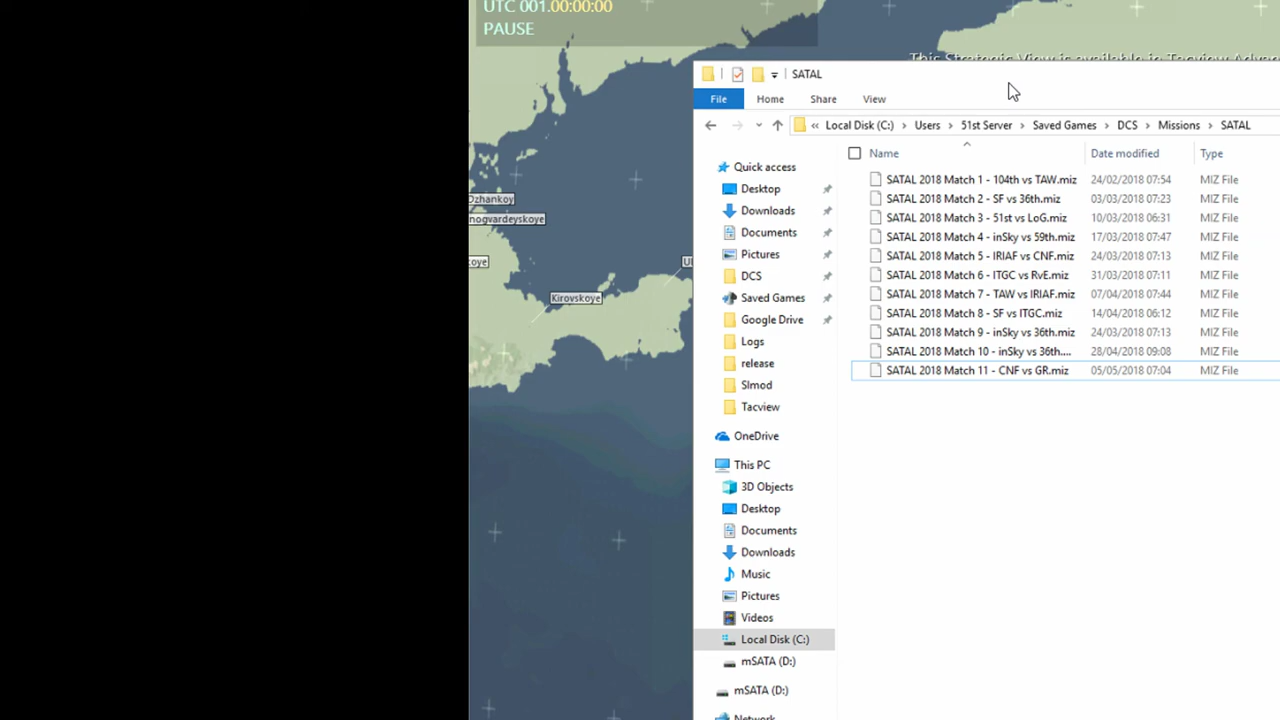 UTC 001.00:00:00
PAUSE
This Strategic View is available in Tacview Advan
Dzhankoy
nogvardeyskoye
koye
Kirovskoye
SATAL
File Home Share View
« Local Disk (C:) › Users › 51st Server › Saved Games › DCS › Missions › SATAL
Name Date modified Type
SATAL 2018 Match 1 - 104th vs TAW.miz 24/02/2018 07:54 MIZ File
SATAL 2018 Match 2 - SF vs 36th.miz 03/03/2018 07:23 MIZ File
SATAL 2018 Match 3 - 51st vs LoG.miz 10/03/2018 06:31 MIZ File
SATAL 2018 Match 4 - inSky vs 59th.miz 17/03/2018 07:47 MIZ File
SATAL 2018 Match 5 - IRIAF vs CNF.miz 24/03/2018 07:13 MIZ File
SATAL 2018 Match 6 - ITGC vs RvE.miz 31/03/2018 07:11 MIZ File
SATAL 2018 Match 7 - TAW vs IRIAF.miz 07/04/2018 07:44 MIZ File
SATAL 2018 Match 8 - SF vs ITGC.miz 14/04/2018 06:12 MIZ File
SATAL 2018 Match 9 - inSky vs 36th.miz 24/03/2018 07:13 MIZ File
SATAL 2018 Match 10 - inSky vs 36th.... 28/04/2018 09:08 MIZ File
SATAL 2018 Match 11 - CNF vs GR.miz 05/05/2018 07:04 MIZ File
Quick access
Desktop
Downloads
Documents
Pictures
DCS
Saved Games
Google Drive
Logs
release
Slmod
Tacview
OneDrive
This PC
3D Objects
Desktop
Documents
Downloads
Music
Pictures
Videos
Local Disk (C:)
mSATA (D:)
mSATA (D:)
Network